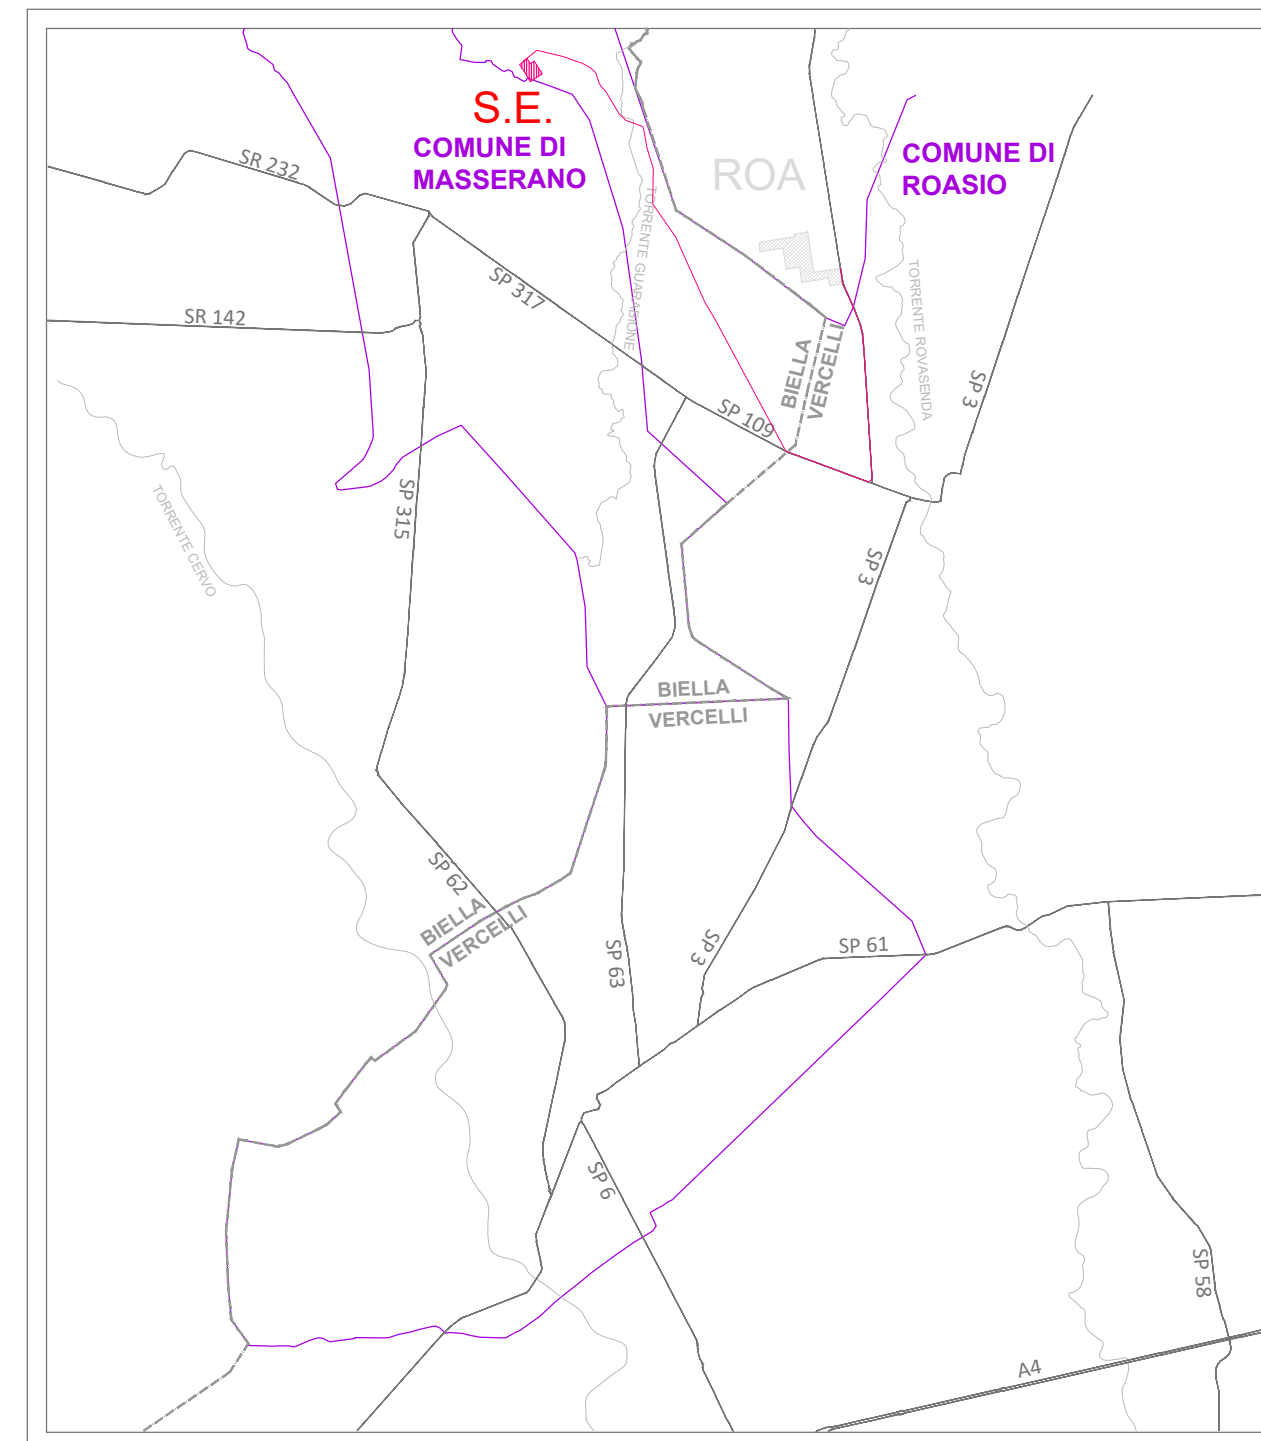 S.E.
COMUNE DI
MASSERANO
COMUNE DI
ROASIO
ROA
SR 232
TORRENTE GUARABIONE
SP 317
TORRENTE ROVASENDA
SR 142
BIELLA
VERCELLI
SP 3
SP 109
SP 315
TORRENTE CERVO
SP 3
BIELLA
VERCELLI
SP 62
BIELLA
VERCELLI
SP 63
SP 3
SP 61
SP 6
SP 58
A4